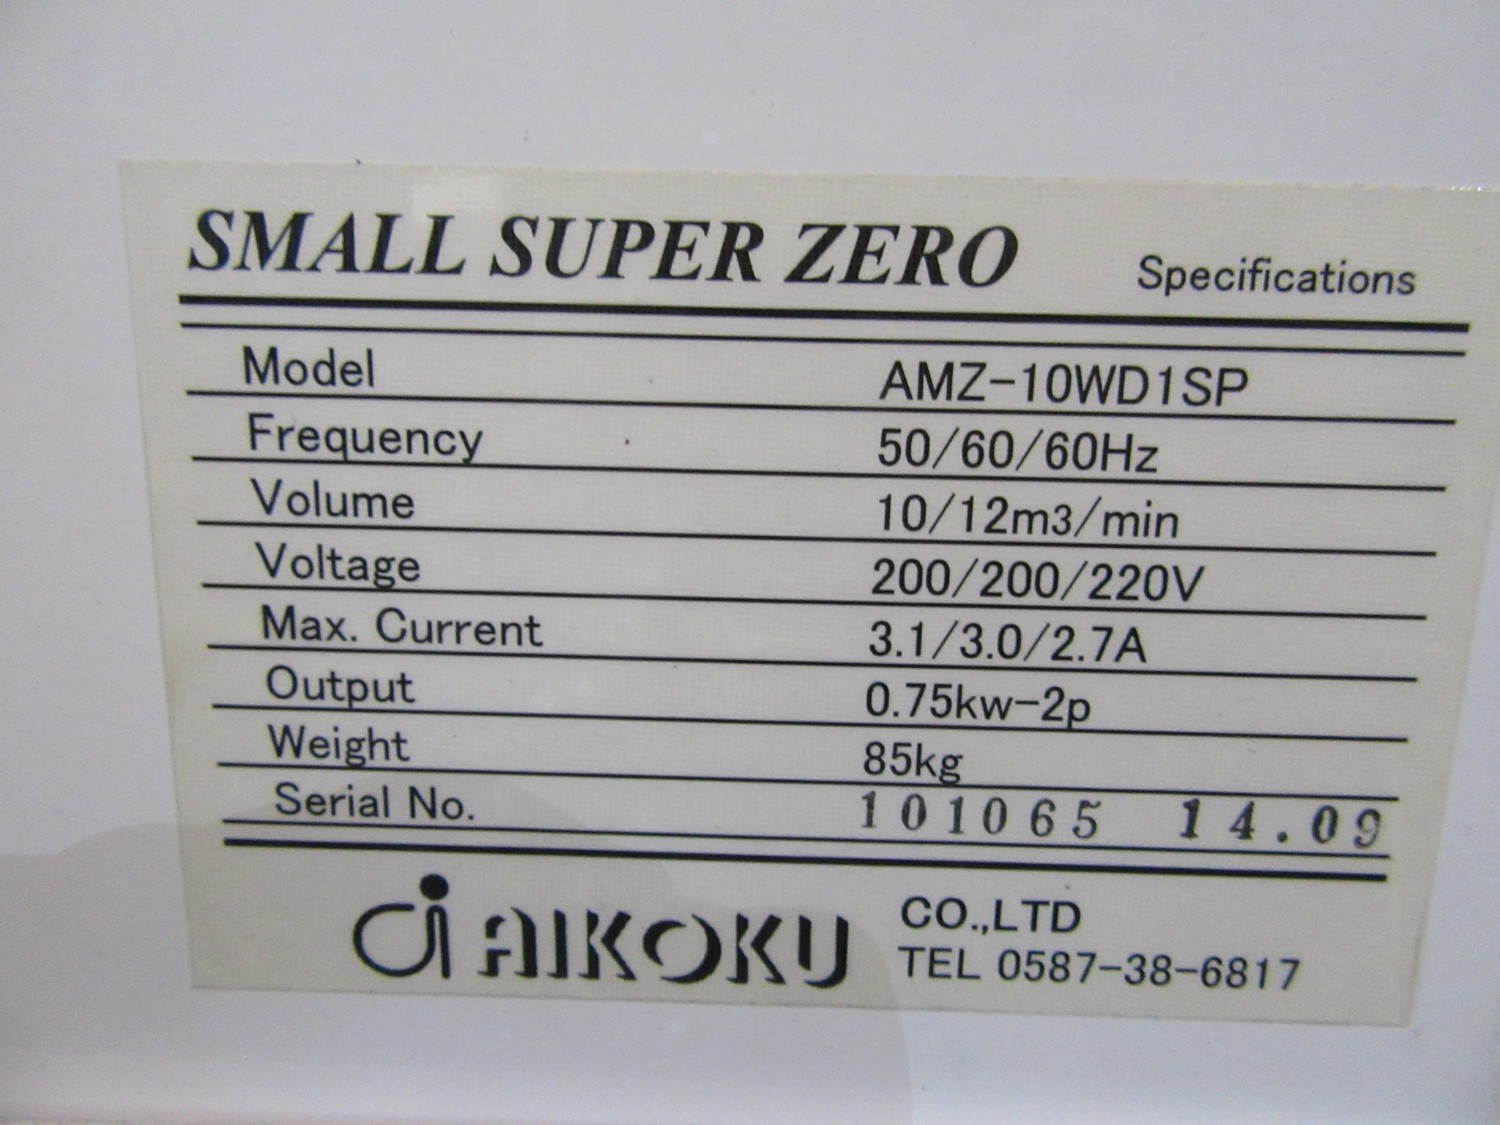 SMALL SUPER ZERO Specifications
Model AMZ-10WD1SP
Frequency 50/60/60Hz
Volume 10/12m3/min
Voltage 200/200/220V
Max. Current 3.1/3.0/2.7A
Output 0.75kw-2p
Weight 85kg
Serial No. 101065 14.09
AIKOKU CO.,LTD
TEL 0587-38-6817